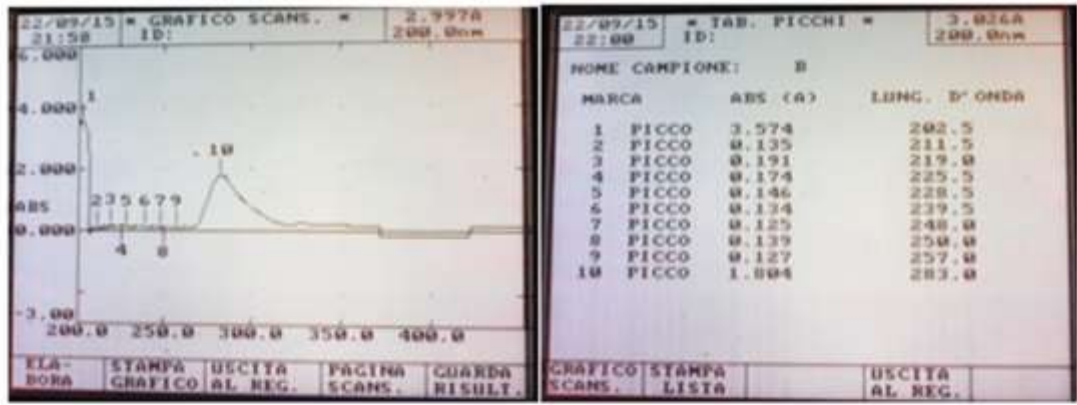 22/09/15 * GRAFICO SCANS. * 2.997A
21:58 ID: 200.0nm
6.000
1
4.000
10
2.000
ABS
2 3 5 6 7 9
0.000
4 8
-3.00
200.0 250.0 300.0 350.0 400.0
ELA- STAMPA USCITA PAGINA GUARDA
BORA GRAFICO AL REG. SCANS. RISULT.
22/09/15 * TAB. PICCHI * 3.026A
22:00 ID: 200.0nm
NOME CAMPIONE: B
MARCA ABS (A) LUNG. D'ONDA
1 PICCO 3.574 202.5
2 PICCO 0.135 211.5
3 PICCO 0.191 219.0
4 PICCO 0.174 225.5
5 PICCO 0.146 228.5
6 PICCO 0.134 239.5
7 PICCO 0.125 248.0
8 PICCO 0.139 250.0
9 PICCO 0.127 257.0
10 PICCO 1.804 283.0
GRAFICO STAMPA USCITA
SCANS. LISTA AL REG.